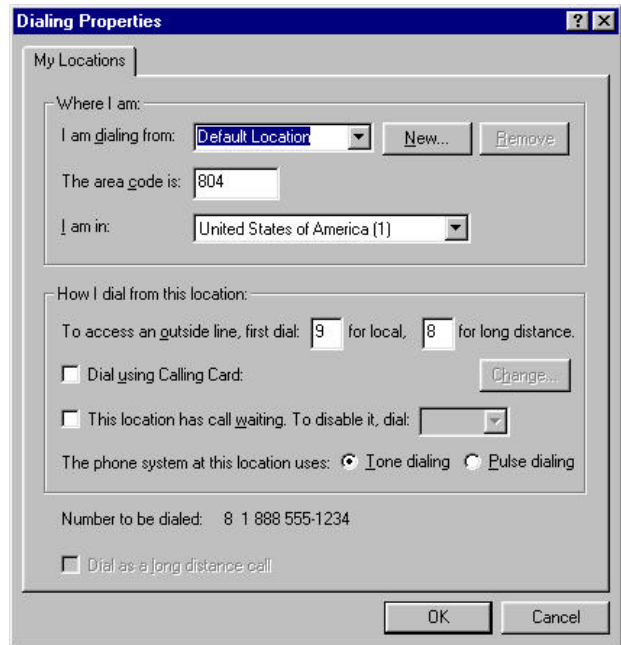 Dialing Properties
My Locations
Where I am:
I am dialing from: Default Location New... Remove
The area code is: 804
I am in: United States of America (1)
How I dial from this location:
To access an outside line, first dial: 9 for local, 8 for long distance.
Dial using Calling Card: Change...
This location has call waiting. To disable it, dial:
The phone system at this location uses: Tone dialing Pulse dialing
Number to be dialed: 8 1 888 555-1234
Dial as a long distance call
OK Cancel